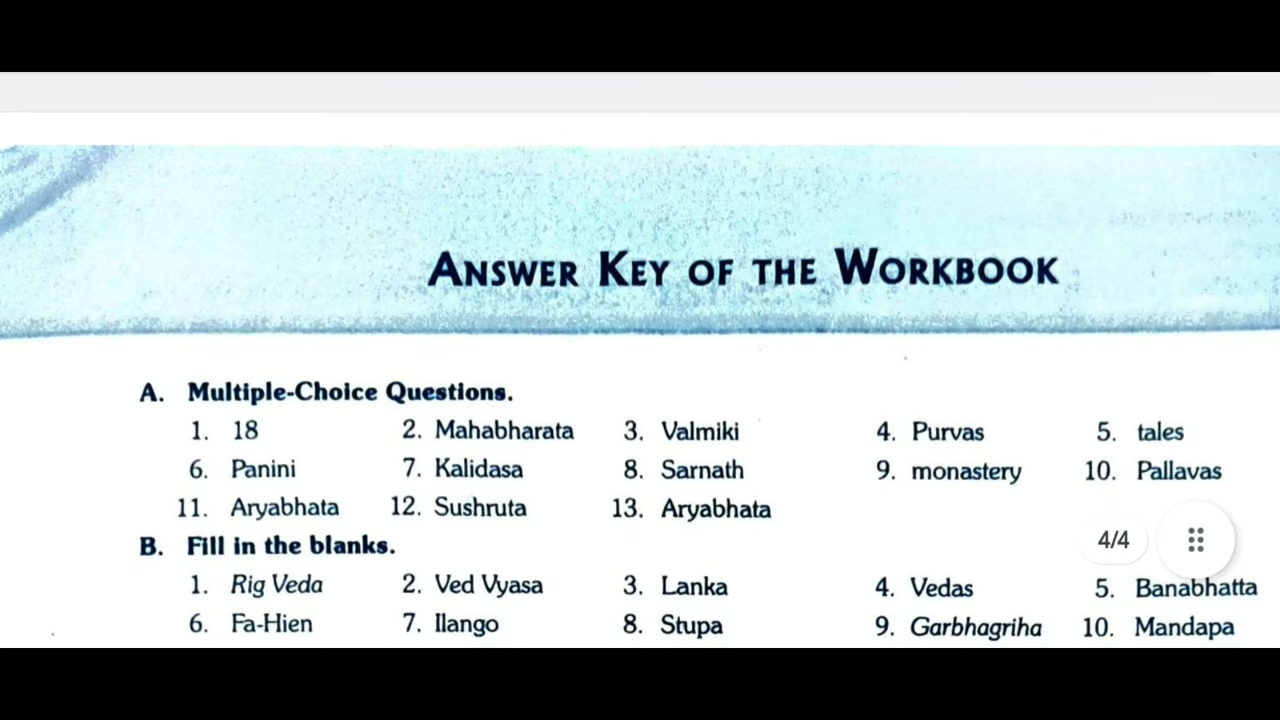 ANSWER KEY OF THE WORKBOOK
A. Multiple-Choice Questions.
1. 18 2. Mahabharata 3. Valmiki 4. Purvas 5. tales
6. Panini 7. Kalidasa 8. Sarnath 9. monastery 10. Pallavas
11. Aryabhata 12. Sushruta 13. Aryabhata
4/4
B. Fill in the blanks.
1. Rig Veda 2. Ved Vyasa 3. Lanka 4. Vedas 5. Banabhatta
6. Fa-Hien 7. Ilango 8. Stupa 9. Garbhagriha 10. Mandapa